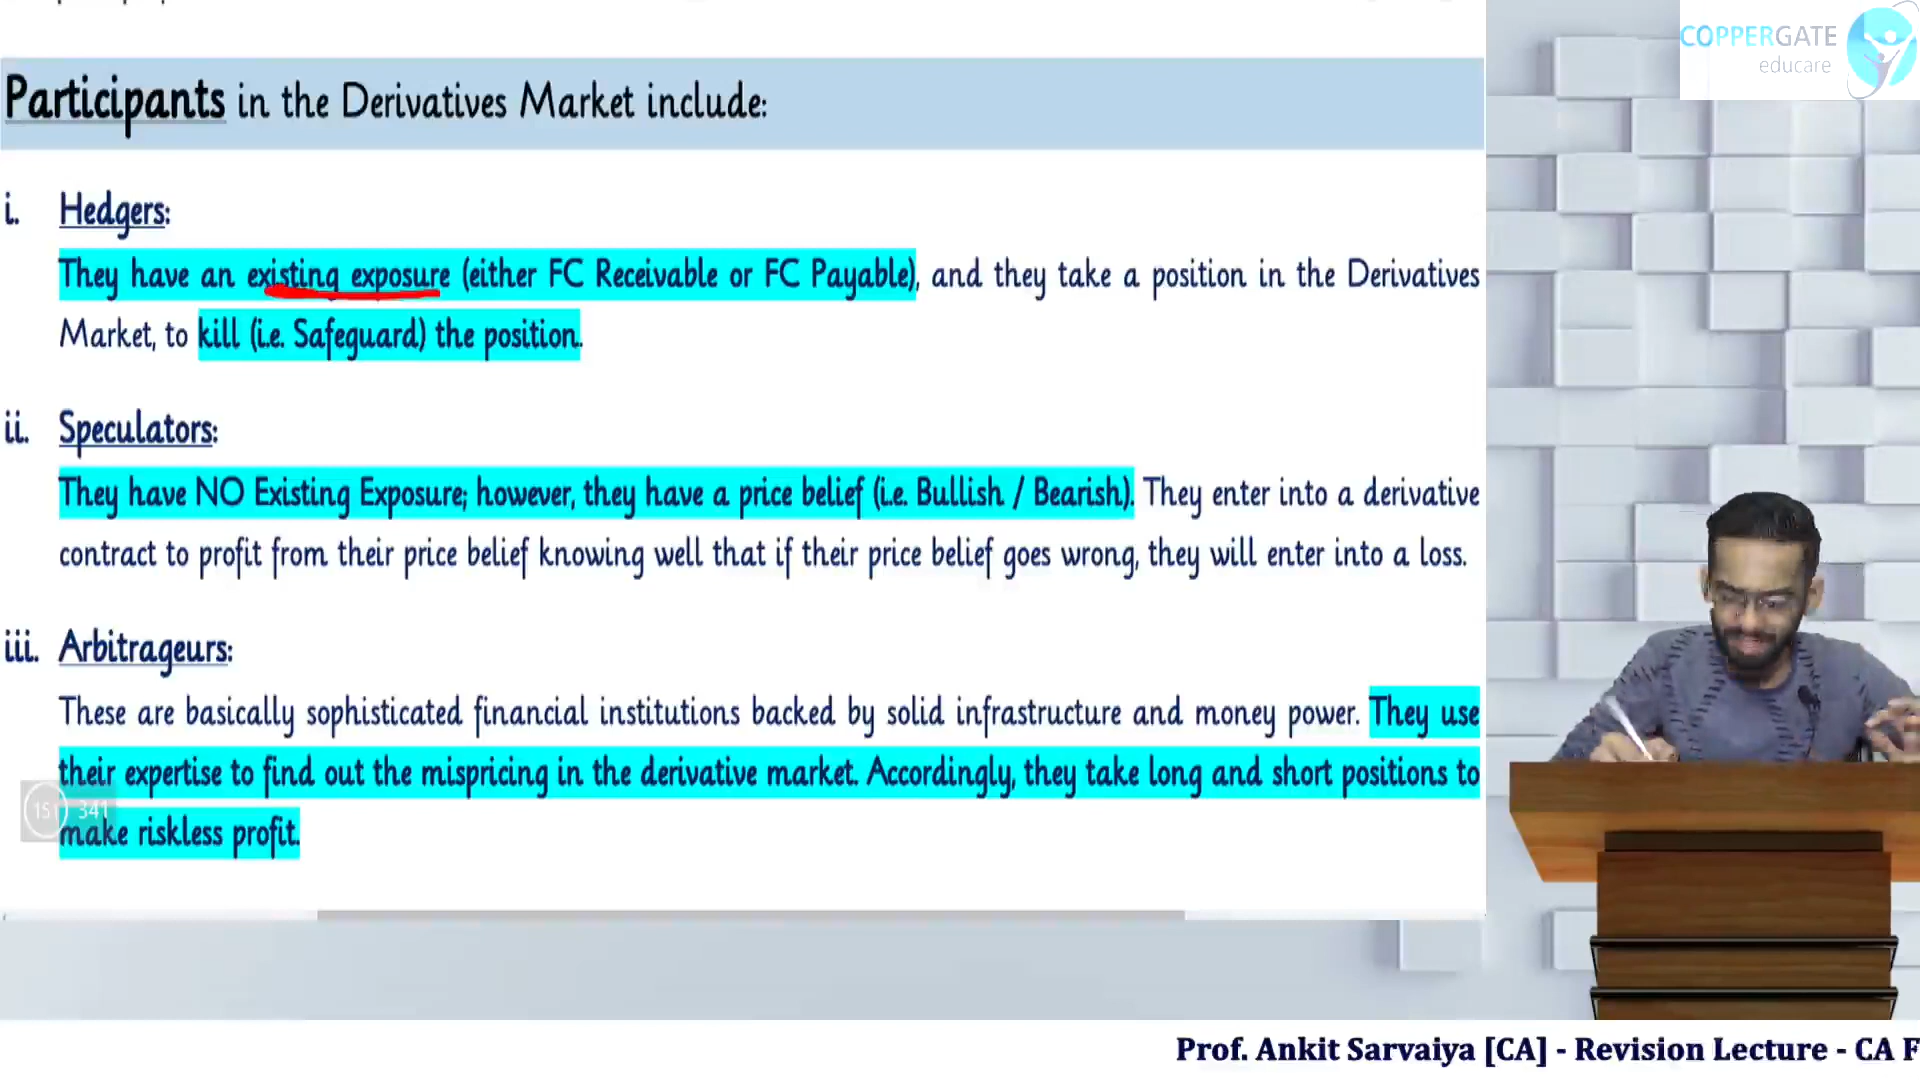 COPPERGATE
educare
Participants in the Derivatives Market include:
i. Hedgers:
They have an existing exposure (either FC Receivable or FC Payable), and they take a position in the Derivatives
Market, to kill (i.e. Safeguard) the position.
ii. Speculators:
They have NO Existing Exposure; however, they have a price belief (i.e. Bullish / Bearish). They enter into a derivative
contract to profit from their price belief knowing well that if their price belief goes wrong, they will enter into a loss.
iii. Arbitrageurs:
These are basically sophisticated financial institutions backed by solid infrastructure and money power. They use
their expertise to find out the mispricing in the derivative market. Accordingly, they take long and short positions to
151 341
make riskless profit.
Prof. Ankit Sarvaiya [CA] - Revision Lecture - CA F